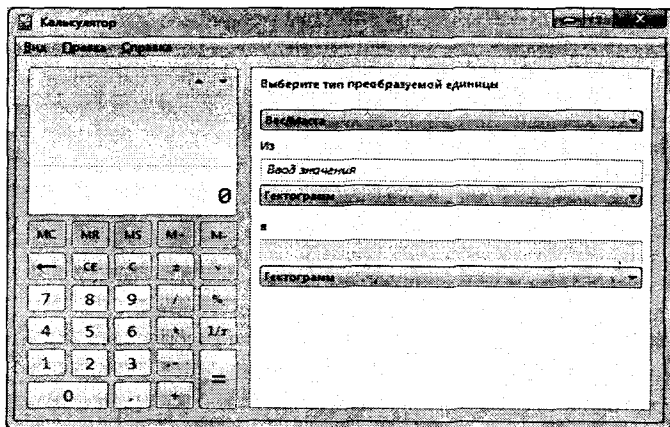 Калькулятор
Вид Правка Справка
Выберите тип преобразуемой единицы
Вес/Масса
Из
Ввод значения
0
Гектограмм
MC MR MS M+ M-
в
← CE C ±
Гектограмм
7 8 9 / %
4 5 6 * 1/x
1 2 3 - =
0 , +